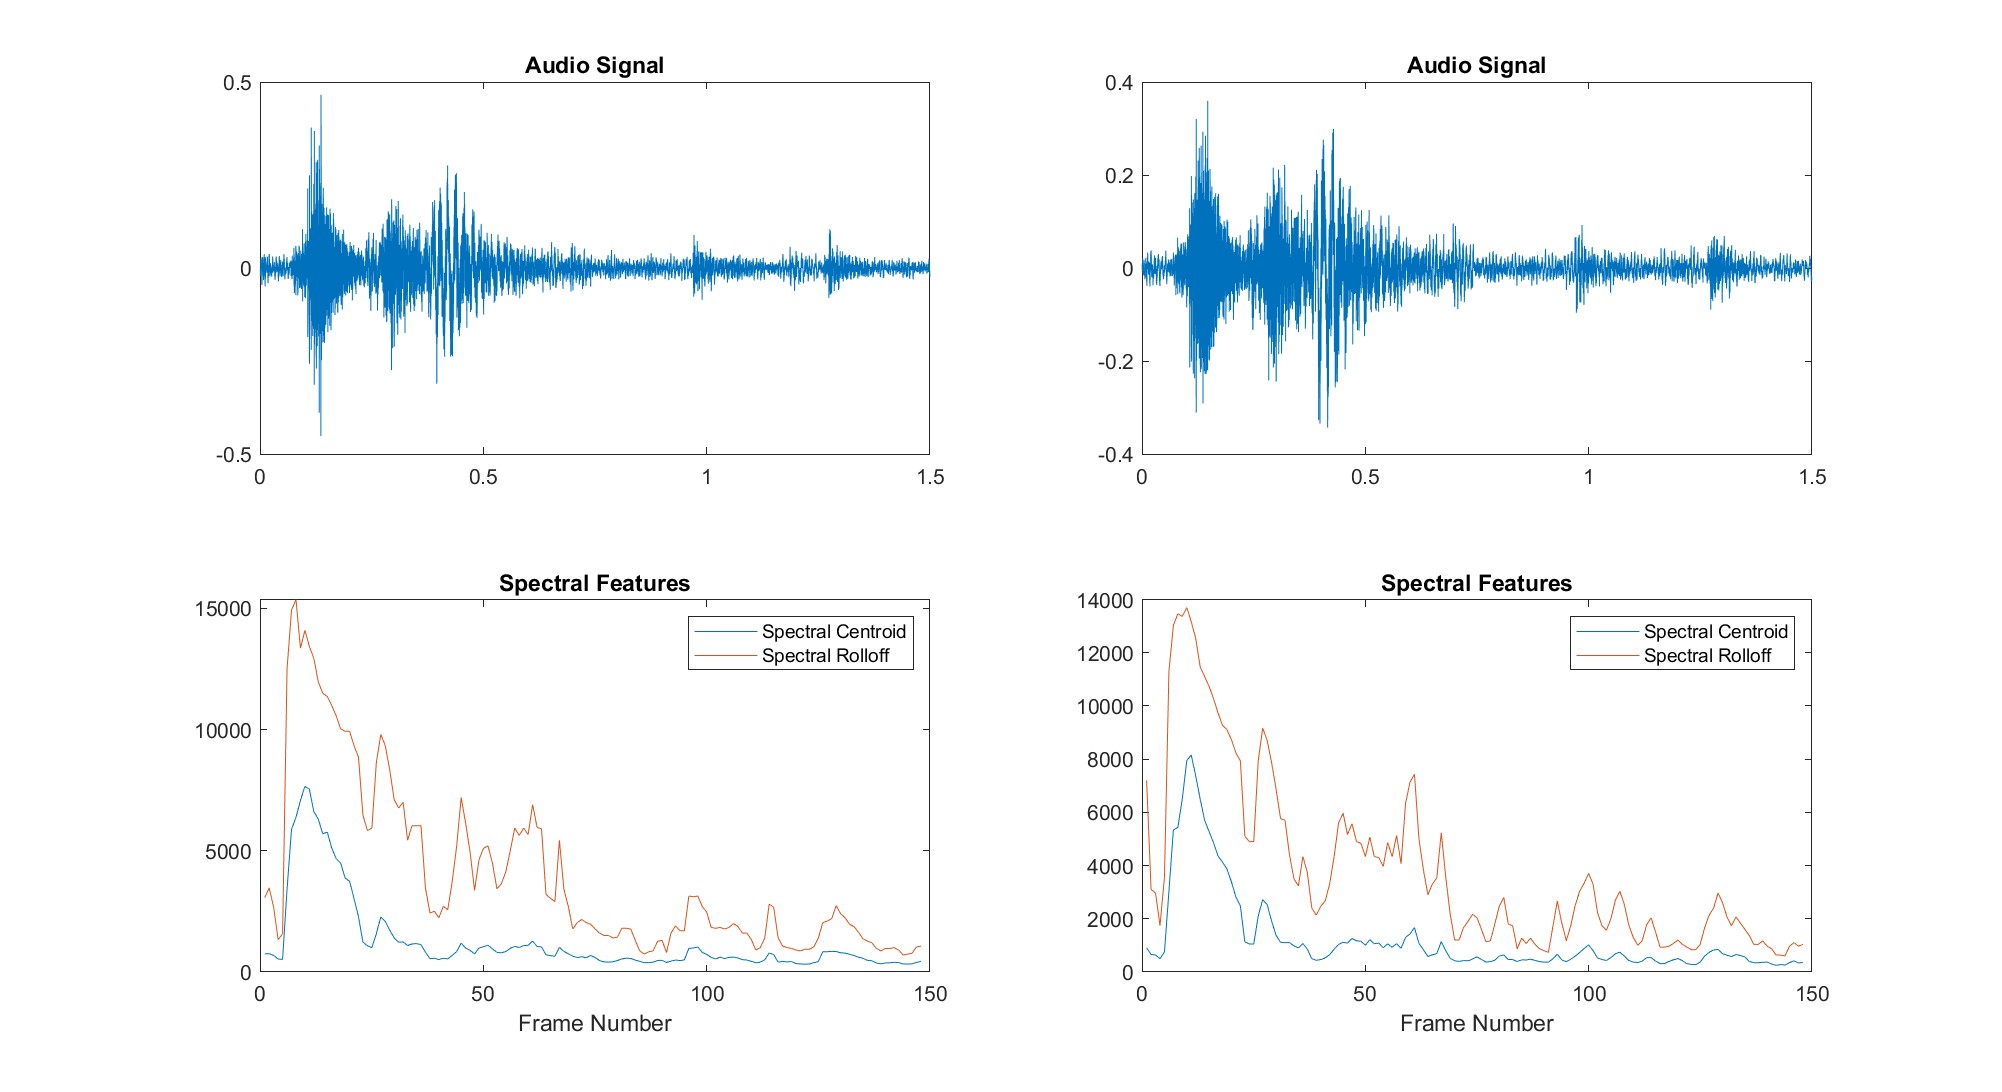 Audio Signal
0.5
0
-0.5
0 0.5 1 1.5
Audio Signal
0.4
0.2
0
-0.2
-0.4
0 0.5 1 1.5
Spectral Features
15000
10000
5000
0
Spectral Centroid
Spectral Rolloff
0 50 100 150
Frame Number
Spectral Features
14000
12000
10000
8000
6000
4000
2000
0
Spectral Centroid
Spectral Rolloff
0 50 100 150
Frame Number